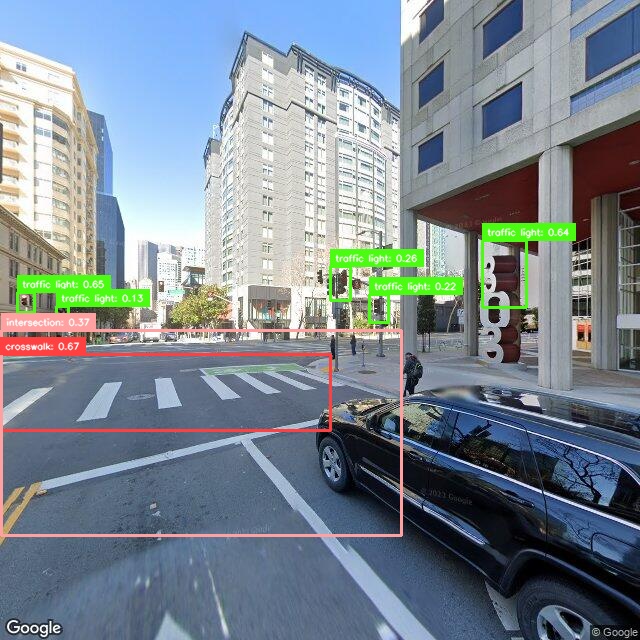 traffic light: 0.64
traffic light: 0.26
traffic light: 0.65
traffic light: 0.22
traffic light: 0.13
intersection: 0.37
crosswalk: 0.67
303
© 2023 Google
Google
© Google